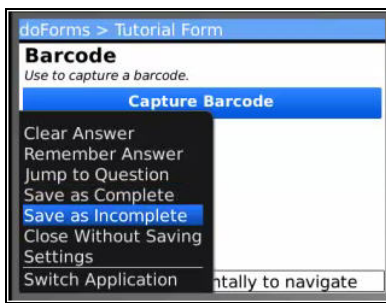 doForms > Tutorial Form
Barcode
Use to capture a barcode.
Capture Barcode
Clear Answer
Remember Answer
Jump to Question
Save as Complete
Save as Incomplete
Close Without Saving
Settings
Switch Application
ntally to navigate